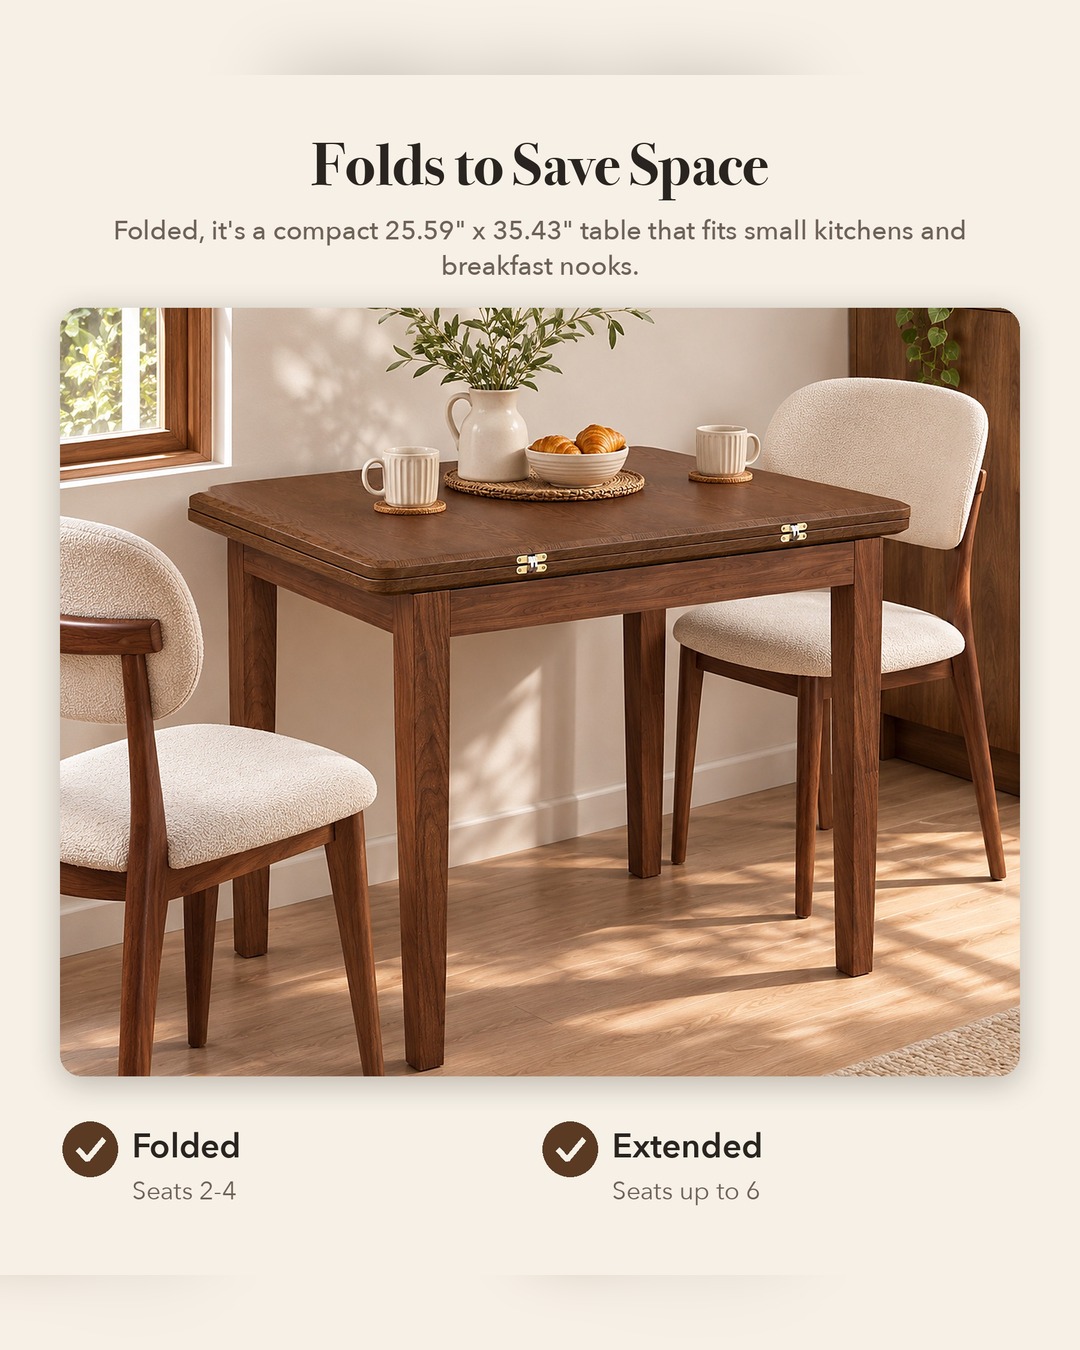 Folds to Save Space
Folded, it's a compact 25.59" x 35.43" table that fits small kitchens and
breakfast nooks.
Folded
Seats 2-4
Extended
Seats up to 6